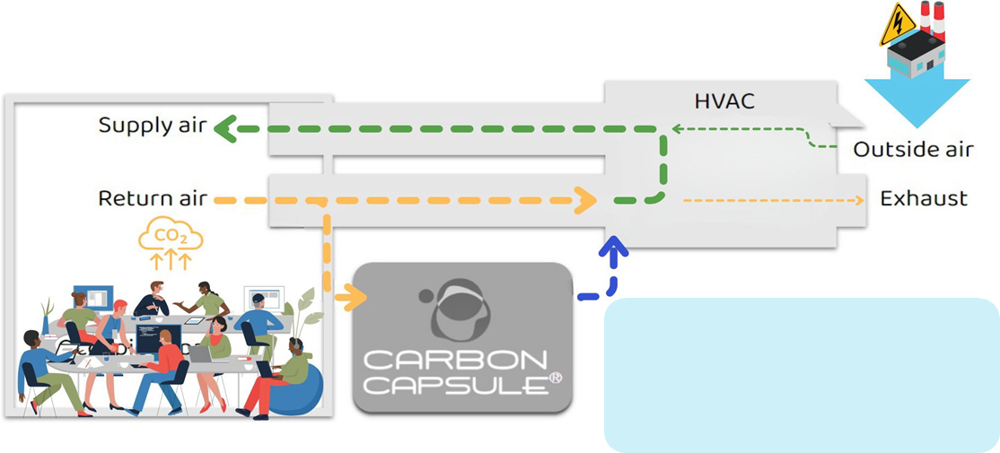 HVAC
Supply air
Outside air
Return air
Exhaust
CO₂
CARBON
CAPSULE®